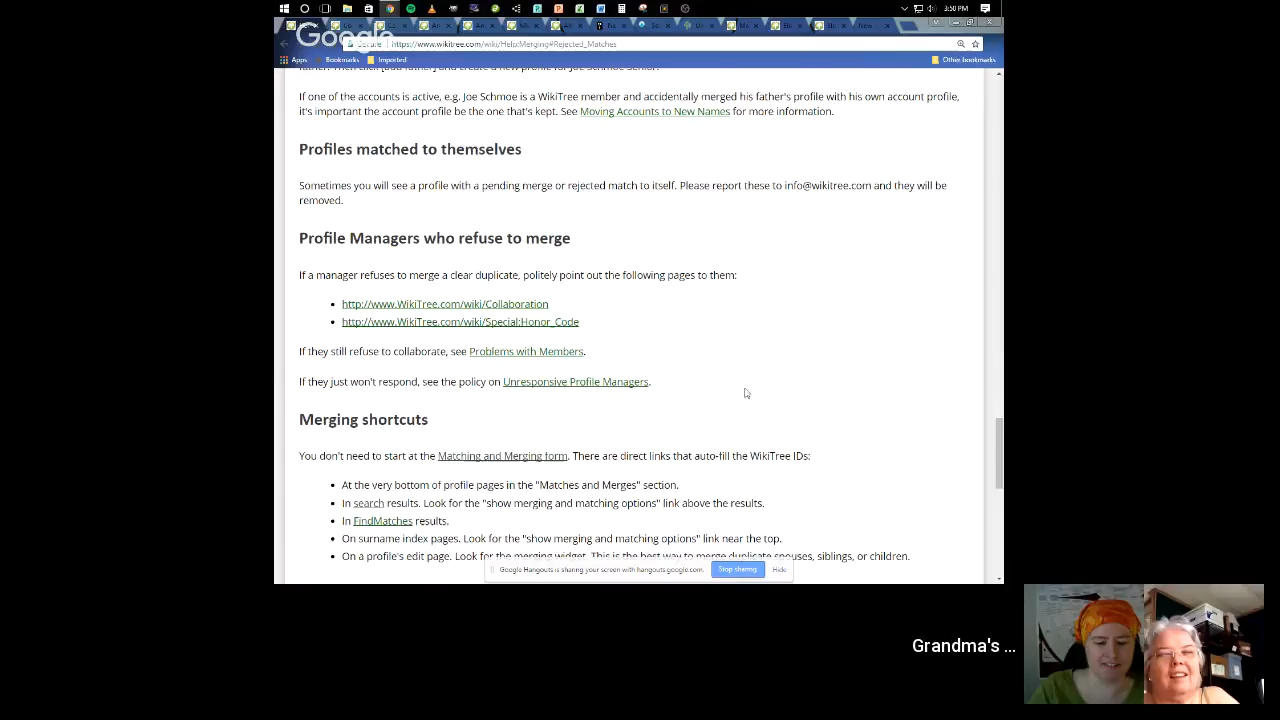 3:50 PM
Google
https://www.wikitree.com/wiki/Help:Merging#Rejected_Matches
Apps Bookmarks Imported Other bookmarks
If one of the accounts is active, e.g. Joe Schmoe is a WikiTree member and accidentally merged his father's profile with his own account profile,
it's important the account profile be the one that's kept. See Moving Accounts to New Names for more information.
Profiles matched to themselves
Sometimes you will see a profile with a pending merge or rejected match to itself. Please report these to info@wikitree.com and they will be
removed.
Profile Managers who refuse to merge
If a manager refuses to merge a clear duplicate, politely point out the following pages to them:
http://www.WikiTree.com/wiki/Collaboration
http://www.WikiTree.com/wiki/Special:Honor_Code
If they still refuse to collaborate, see Problems with Members.
If they just won't respond, see the policy on Unresponsive Profile Managers.
Merging shortcuts
You don't need to start at the Matching and Merging form. There are direct links that auto-fill the WikiTree IDs:
At the very bottom of profile pages in the "Matches and Merges" section.
In search results. Look for the "show merging and matching options" link above the results.
In FindMatches results.
On surname index pages. Look for the "show merging and matching options" link near the top.
On a profile's edit page. Look for the merging widget. This is the best way to merge duplicate spouses, siblings, or children.
Google Hangouts is sharing your screen with hangouts.google.com. Stop sharing Hide
Grandma's ...